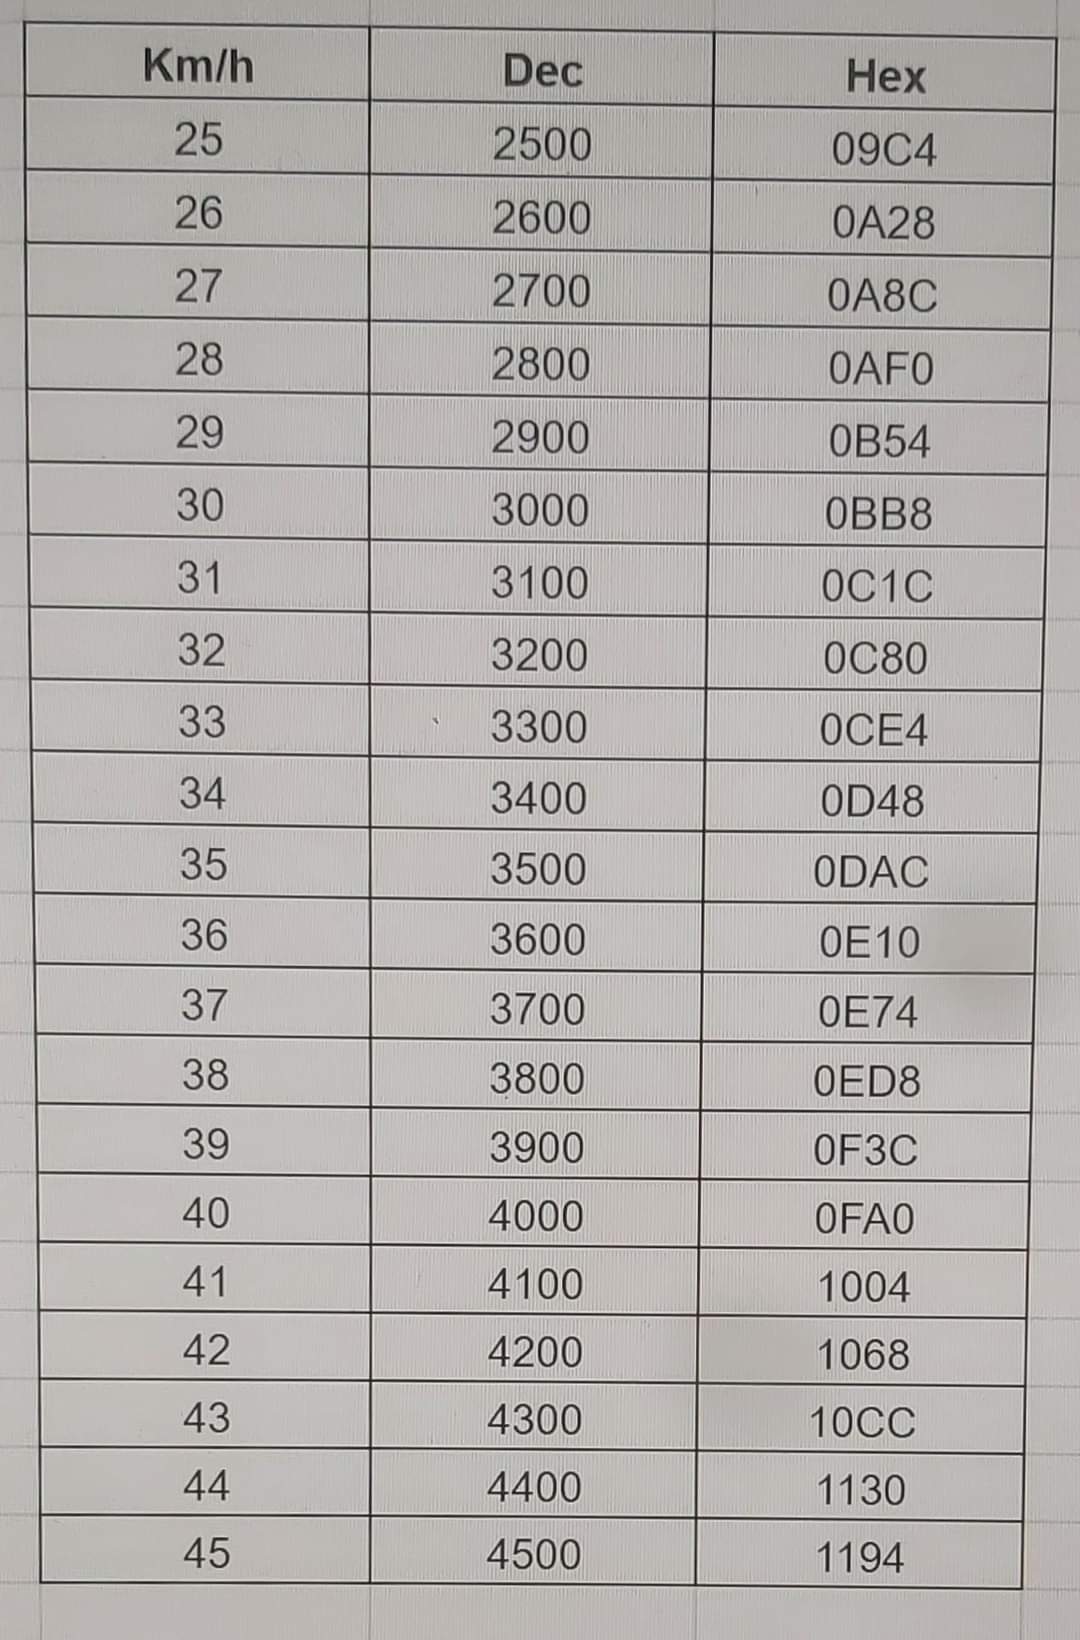 Km/h Dec Hex
25 2500 09C4
26 2600 0A28
27 2700 0A8C
28 2800 0AF0
29 2900 0B54
30 3000 0BB8
31 3100 0C1C
32 3200 0C80
33 3300 0CE4
34 3400 0D48
35 3500 0DAC
36 3600 0E10
37 3700 0E74
38 3800 0ED8
39 3900 0F3C
40 4000 0FA0
41 4100 1004
42 4200 1068
43 4300 10CC
44 4400 1130
45 4500 1194